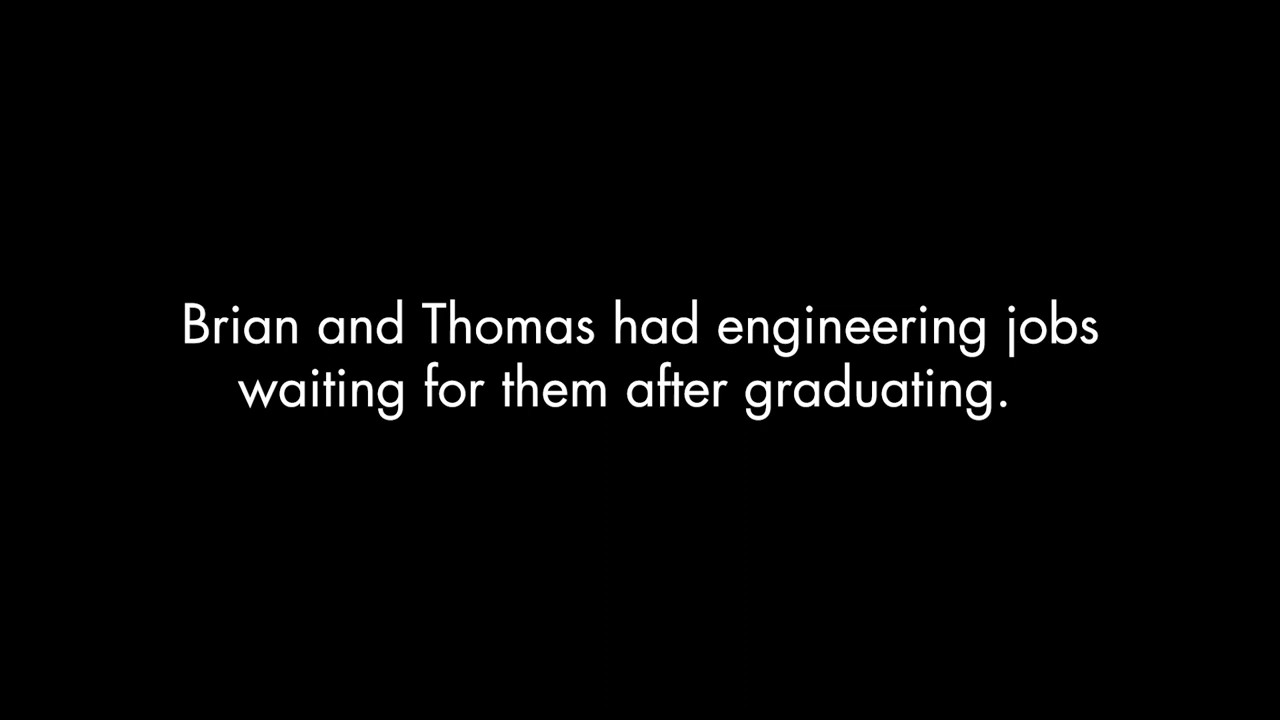 Brian and Thomas had engineering jobs
waiting for them after graduating.